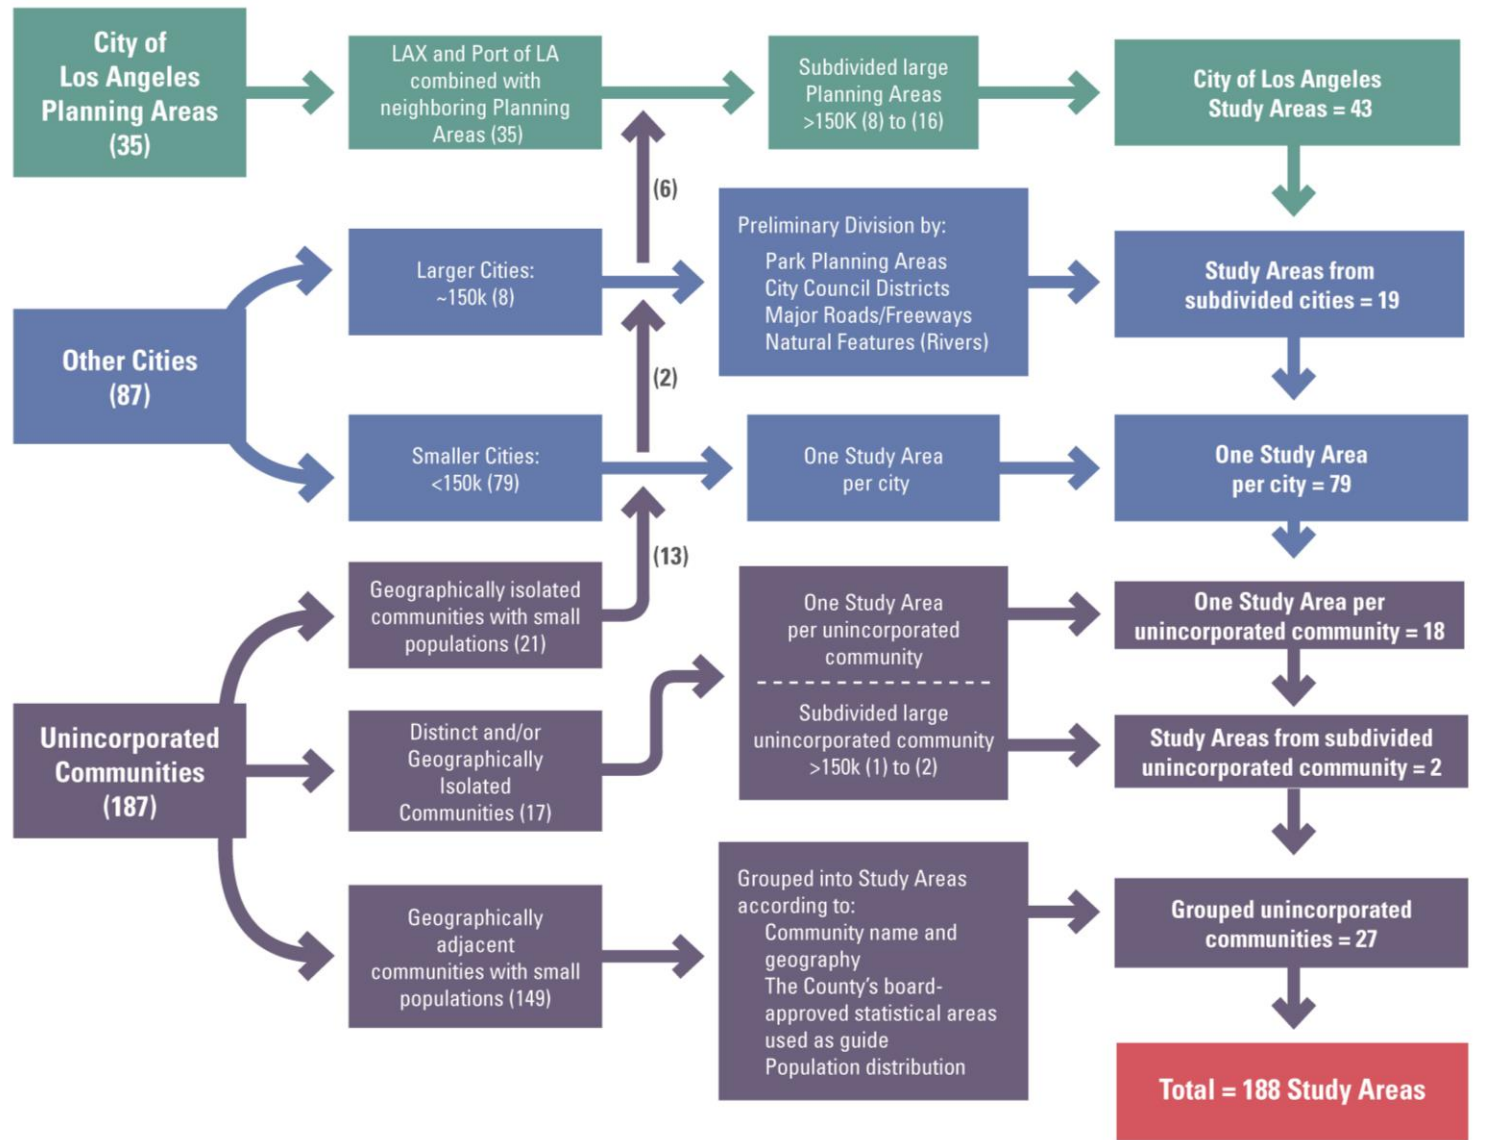 City of
Los Angeles
Planning Areas
(35)
LAX and Port of LA
combined with
neighboring Planning
Areas (35)
Subdivided large
Planning Areas
>150K (8) to (16)
City of Los Angeles
Study Areas = 43
(6)
Other Cities
(87)
Larger Cities:
~150k (8)
Preliminary Division by:
Park Planning Areas
City Council Districts
Major Roads/Freeways
Natural Features (Rivers)
Study Areas from
subdivided cities = 19
(2)
Smaller Cities:
<150k (79)
One Study Area
per city
One Study Area
per city = 79
(13)
Unincorporated
Communities
(187)
Geographically isolated
communities with small
populations (21)
Distinct and/or
Geographically
Isolated
Communities (17)
One Study Area
per unincorporated
community
Subdivided large
unincorporated community
>150k (1) to (2)
One Study Area per
unincorporated community = 18
Study Areas from subdivided
unincorporated community = 2
Geographically
adjacent
communities with small
populations (149)
Grouped into Study Areas
according to:
Community name and
geography
The County's board-
approved statistical areas
used as guide
Population distribution
Grouped unincorporated
communities = 27
Total = 188 Study Areas